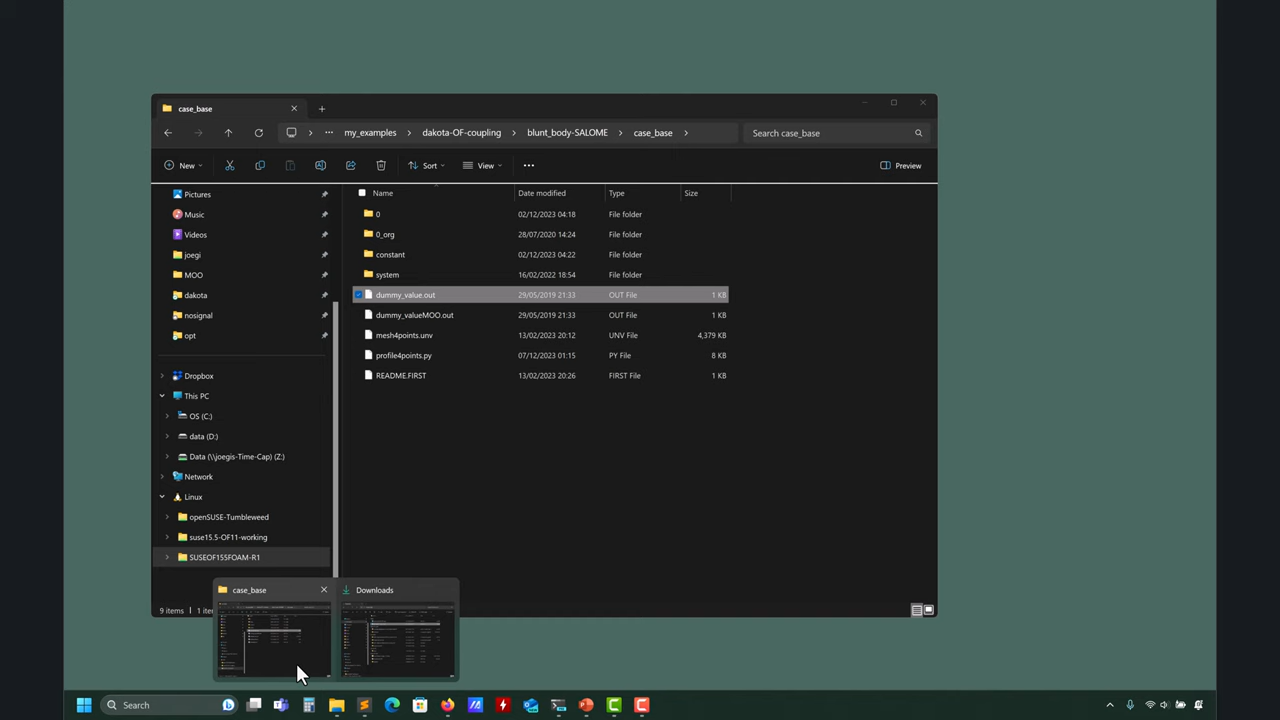 case_base
my_examples
dakota-OF-coupling
blunt_body-SALOME
case_base
Search case_base
New
Sort
View
Preview
Pictures
Music
Videos
joegi
MOO
dakota
nosignal
opt
Dropbox
This PC
OS (C:)
data (D:)
Data (\\joegis-Time-Cap) (Z:)
Network
Linux
openSUSE-Tumbleweed
suse15.5-OF11-working
SUSEOF155FOAM-R1
Name Date modified Type Size
0 02/12/2023 04:18 File folder
0_org 28/07/2020 14:24 File folder
constant 02/12/2023 04:22 File folder
system 16/02/2022 18:54 File folder
dummy_value.out 29/05/2019 21:33 OUT File 1 KB
dummy_valueMOO.out 29/05/2019 21:33 OUT File 1 KB
mesh4points.unv 13/02/2023 20:12 UNV File 4,379 KB
profile4points.py 07/12/2023 01:15 PY File 8 KB
README.FIRST 13/02/2023 20:26 FIRST File 1 KB
9 items
case_base
Downloads
Search